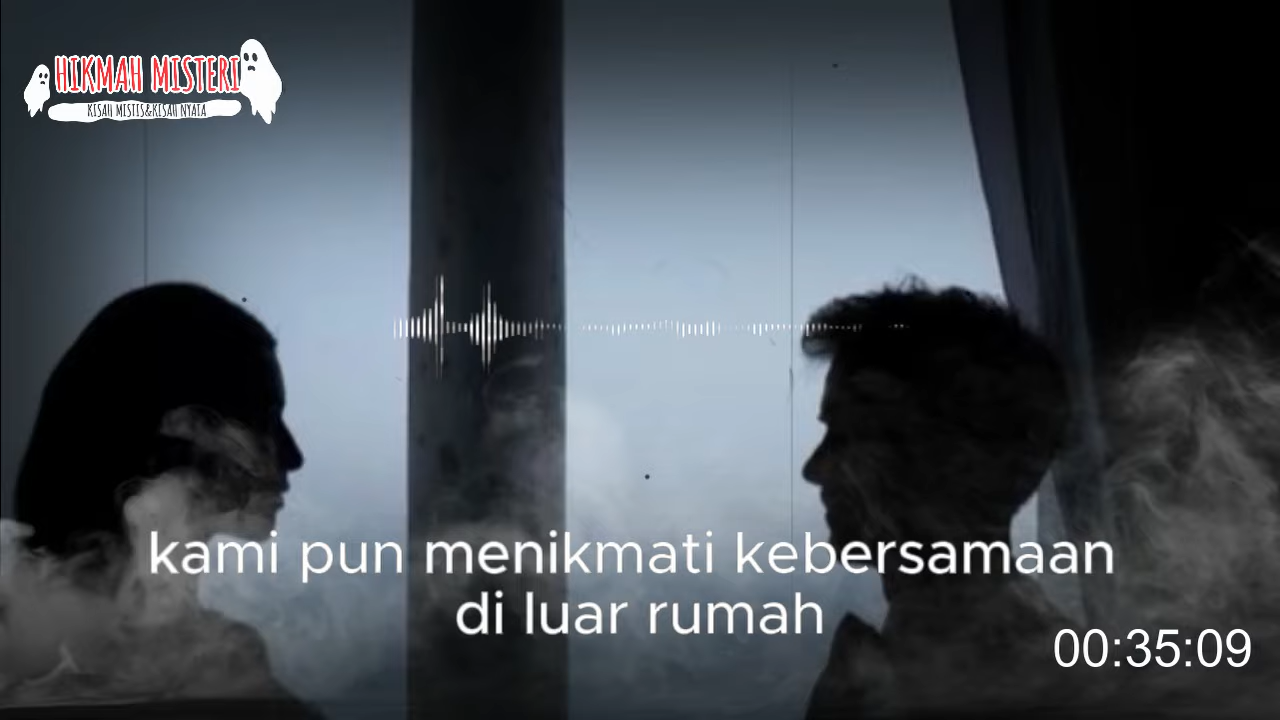 HIKMAH MISTERI
KISAH MISTIS&KISAH NYATA
kami pun menikmati kebersamaan
di luar rumah
00:35:09